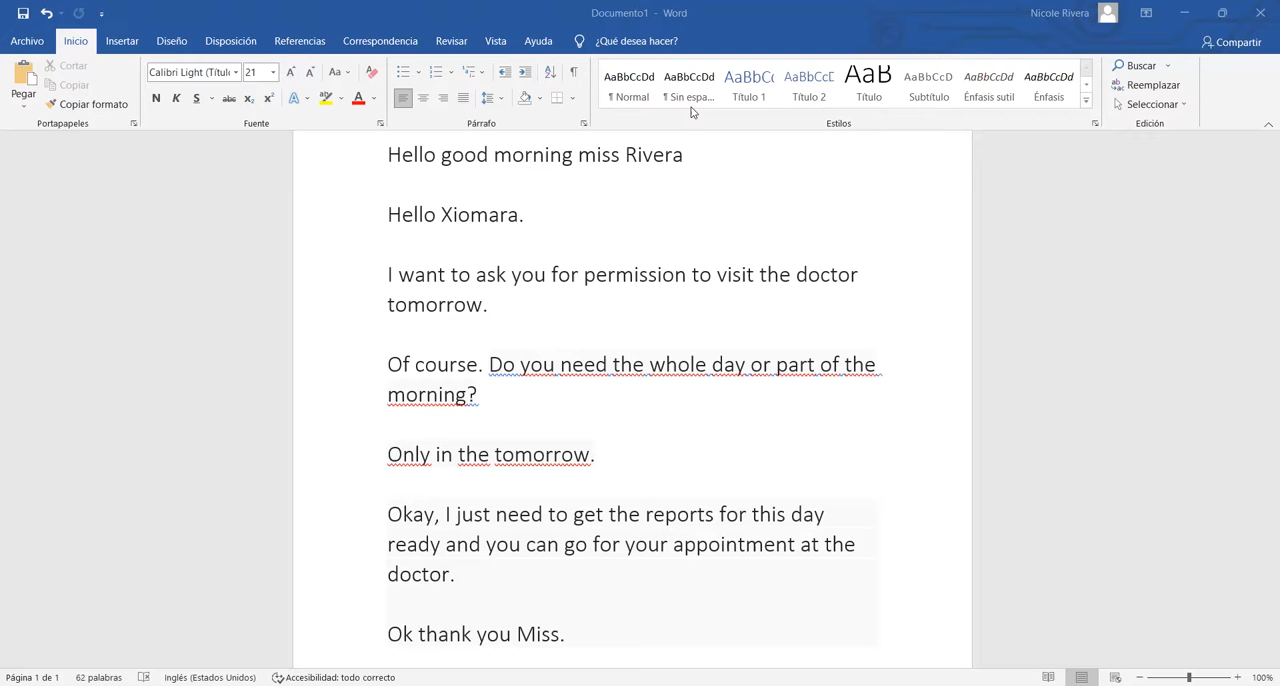 Documento1 - Word
Nicole Rivera
Archivo Inicio Insertar Diseño Disposición Referencias Correspondencia Revisar Vista Ayuda ¿Qué desea hacer? Compartir
Pegar
Cortar
Copiar
Copiar formato
Portapapeles
Calibri Light (Títul 21
Aa
N K S abc x₂ x² A A
Fuente
Párrafo
AaBbCcDd AaBbCcDd AaBbCc AaBbCcD AaB AaBbCcD AaBbCcDd AaBbCcDd
¶ Normal ¶ Sin espa... Título 1 Título 2 Título Subtítulo Énfasis sutil Énfasis
Estilos
Buscar
Reemplazar
Seleccionar
Edición
Hello good morning miss Rivera
Hello Xiomara.
I want to ask you for permission to visit the doctor
tomorrow.
Of course. Do you need the whole day or part of the
morning?
Only in the tomorrow.
Okay, I just need to get the reports for this day
ready and you can go for your appointment at the
doctor.
Ok thank you Miss.
Página 1 de 1 62 palabras Inglés (Estados Unidos) Accesibilidad: todo correcto 100%